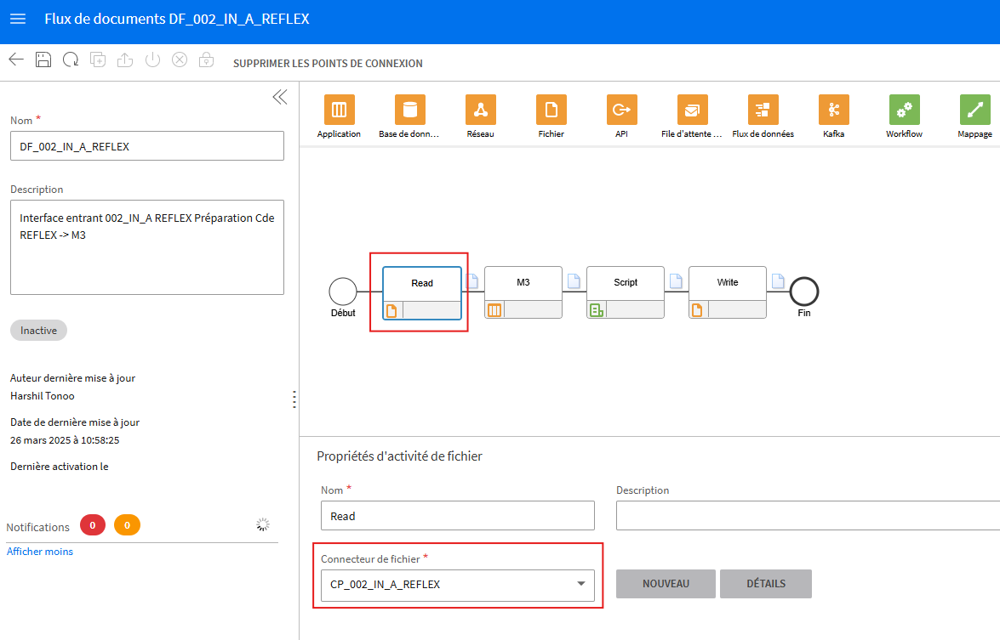 Flux de documents DF_002_IN_A_REFLEX
SUPPRIMER LES POINTS DE CONNEXION
Nom *
DF_002_IN_A_REFLEX
Description
Interface entrant 002_IN_A REFLEX Préparation Cde
REFLEX -> M3
Inactive
Auteur dernière mise à jour
Harshil Tonoo
Date de dernière mise à jour
26 mars 2025 à 10:58:25
Dernière activation le
Notifications 0 0
Afficher moins
Application Base de donn... Réseau Fichier API File d'attente ... Flux de données Kafka Workflow Mappage
Read M3 Script Write
Début Fin
Propriétés d'activité de fichier
Nom * Description
Read
Connecteur de fichier *
CP_002_IN_A_REFLEX NOUVEAU DÉTAILS